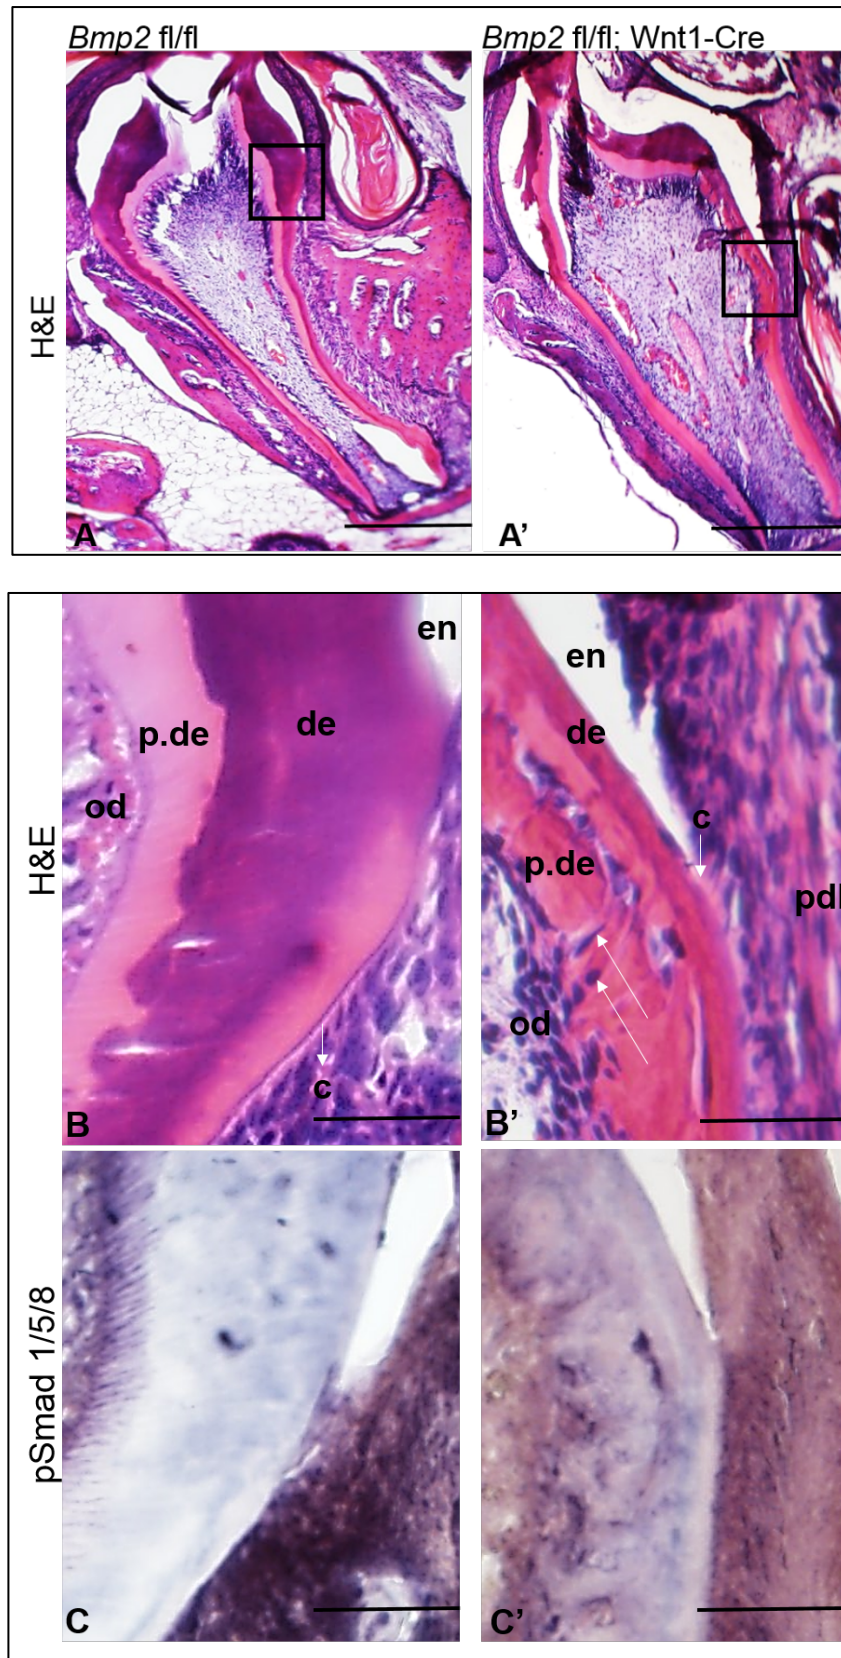 Bmp2 fl/fl
Bmp2 fl/fl; Wnt1-Cre
H&E
A
A'
H&E
en
de
p.de
od
c
B
en
de
c
p.de
pdl
od
B'
pSmad 1/5/8
C
C'